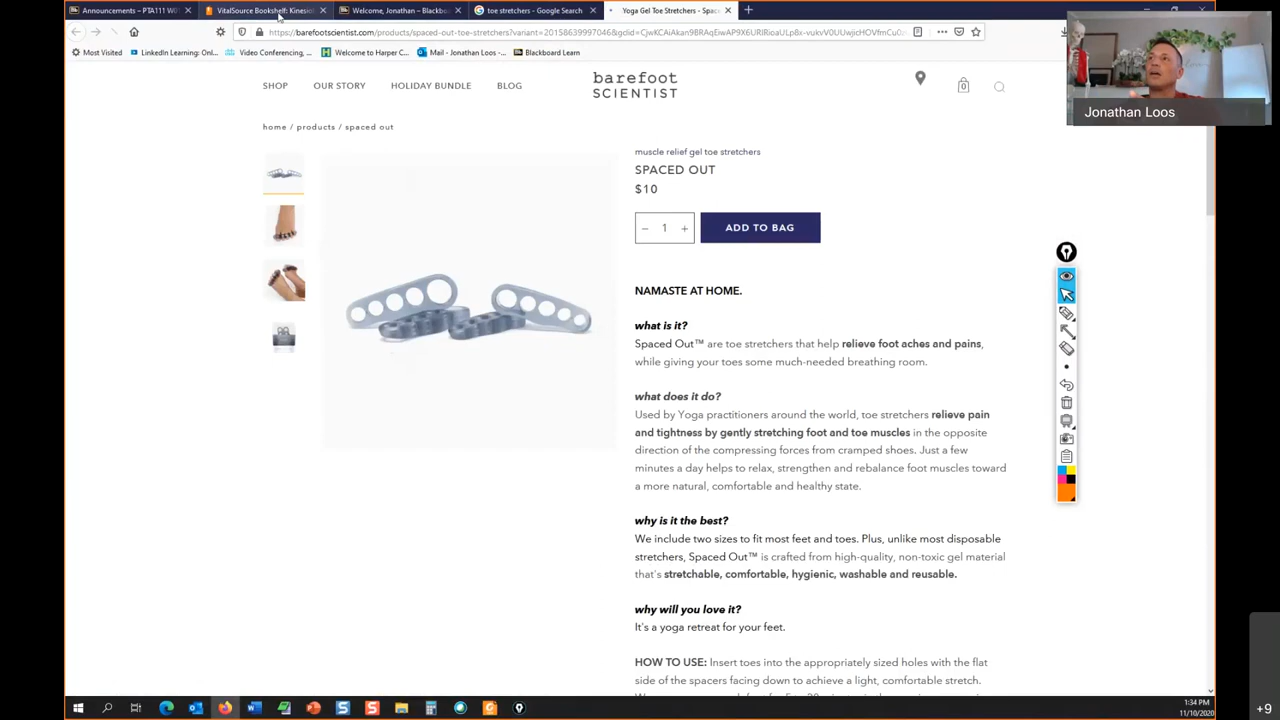 Announcements – PTA111 W01
VitalSource Bookshelf: Kinesiol
Welcome, Jonathan – Blackboa
toe stretchers - Google Search
Yoga Gel Toe Stretchers - Spac
Most Visited
LinkedIn Learning: Onl...
Video Conferencing, ...
Welcome to Harper C...
Mail - Jonathan Loos -...
Blackboard Learn
SHOP
OUR STORY
HOLIDAY BUNDLE
BLOG
barefoot
SCIENTIST
0
Jonathan Loos
home / products / spaced out
muscle relief gel toe stretchers
SPACED OUT
$10
– 1 +
ADD TO BAG
NAMASTE AT HOME.
what is it?
Spaced Out™ are toe stretchers that help relieve foot aches and pains,
while giving your toes some much-needed breathing room.
what does it do?
Used by Yoga practitioners around the world, toe stretchers relieve pain
and tightness by gently stretching foot and toe muscles in the opposite
direction of the compressing forces from cramped shoes. Just a few
minutes a day helps to relax, strengthen and rebalance foot muscles toward
a more natural, comfortable and healthy state.
why is it the best?
We include two sizes to fit most feet and toes. Plus, unlike most disposable
stretchers, Spaced Out™ is crafted from high-quality, non-toxic gel material
that's stretchable, comfortable, hygienic, washable and reusable.
why will you love it?
It's a yoga retreat for your feet.
HOW TO USE: Insert toes into the appropriately sized holes with the flat
side of the spacers facing down to achieve a light, comfortable stretch.
1:34 PM
11/10/2020
+9